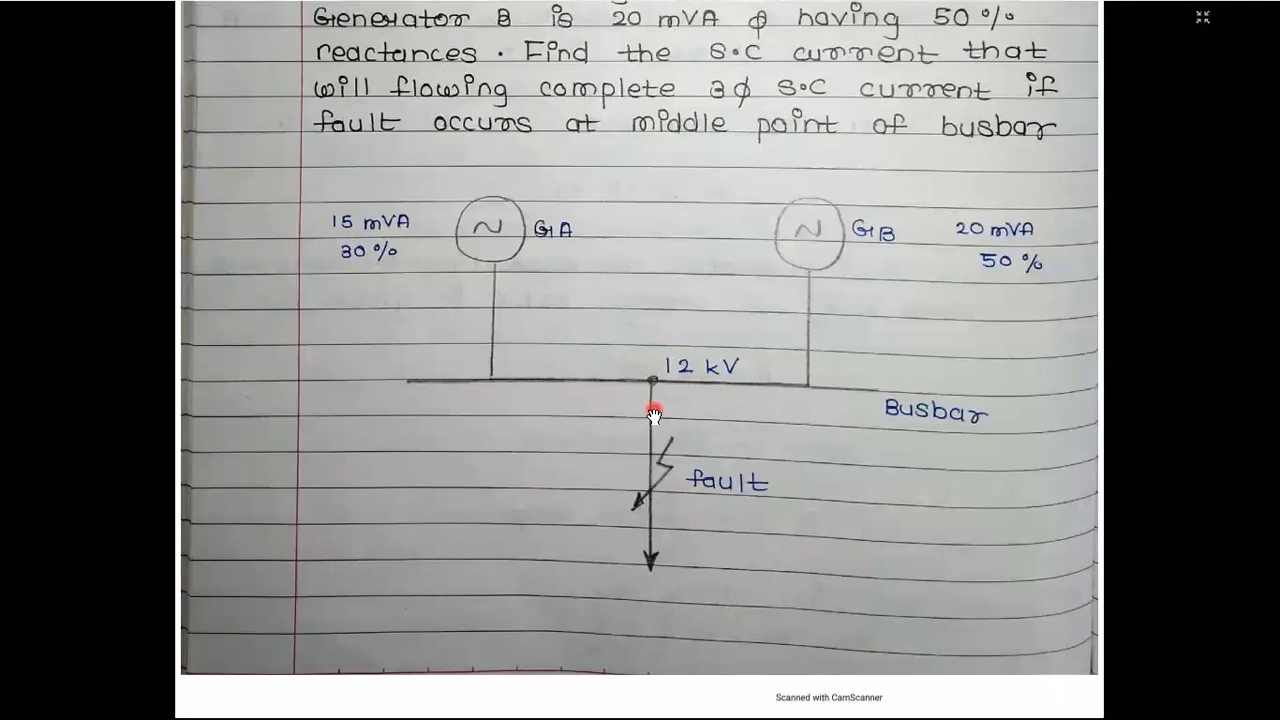 Generator B is 20 mVA & having 50%
reactances. Find the S.C current that
will flowing complete 3ϕ S.C current if
fault occurs at middle point of busbar
15 mVA
30%
GA
GB
20 mVA
50%
12 kV
Busbar
fault
Scanned with CamScanner